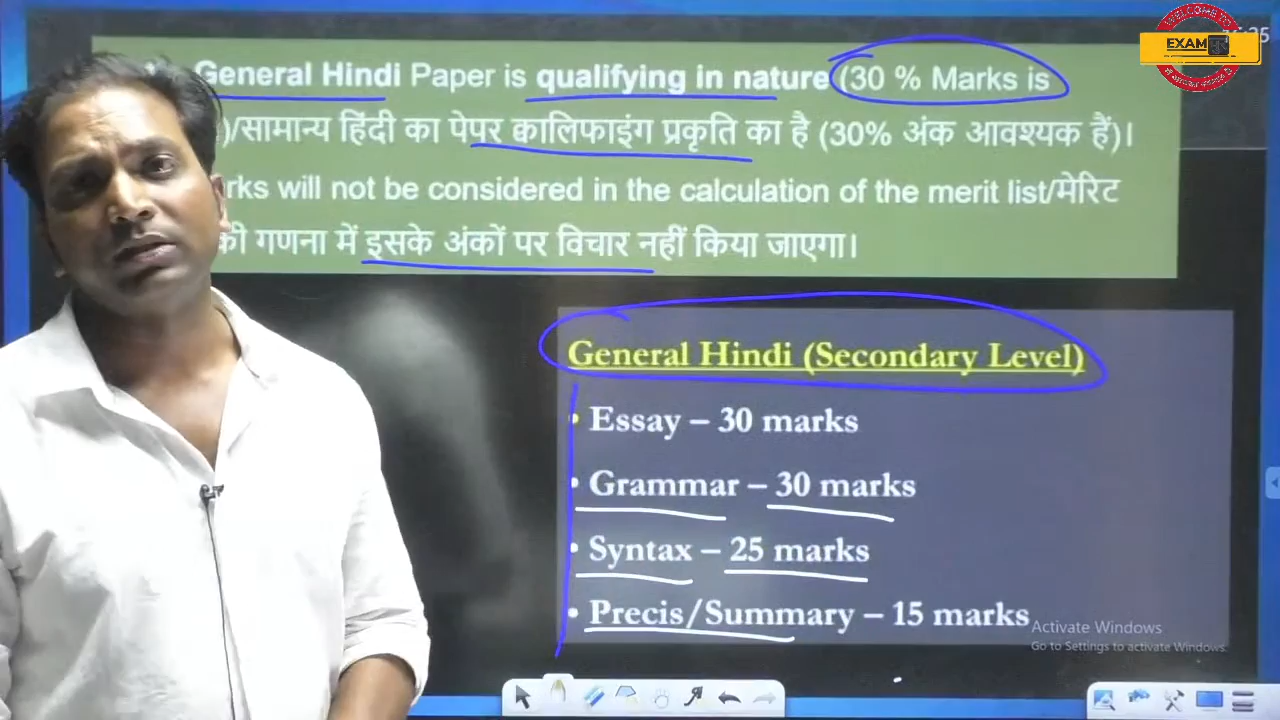 WELCOME TO
EXAM पुर
General Hindi Paper is qualifying in nature (30 % Marks is
)/सामान्य हिंदी का पेपर क्वालिफाइंग प्रकृति का है (30% अंक आवश्यक हैं)।
rks will not be considered in the calculation of the merit list/मेरिट
की गणना में इसके अंकों पर विचार नहीं किया जाएगा।
General Hindi (Secondary Level)
• Essay – 30 marks
• Grammar – 30 marks
• Syntax – 25 marks
• Precis/Summary – 15 marks
Activate Windows
Go to Settings to activate Windows.